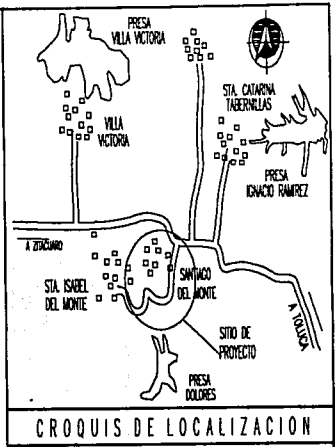 PRESA
VILLA VICTORIA
STA. CATARINA
TABERNILLAS
VILLA
VICTORIA
PRESA
IGNACIO RAMIREZ
A ZITACUARO
STA. ISABEL
DEL MONTE
SANTIAGO
DEL MONTE
A TOLUCA
SITIO DE
PROYECTO
PRESA
DOLORES
CROQUIS DE LOCALIZACION